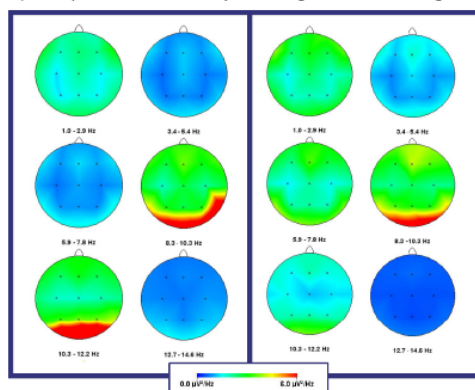 1.0 - 2.9 Hz
3.4 - 5.4 Hz
5.9 - 7.8 Hz
8.3 - 10.3 Hz
10.3 - 12.2 Hz
12.7 - 14.6 Hz
1.0 - 2.9 Hz
3.4 - 5.4 Hz
5.9 - 7.8 Hz
8.3 - 10.3 Hz
10.3 - 12.2 Hz
12.7 - 14.6 Hz
0.0 µV²/Hz
6.0 µV²/Hz